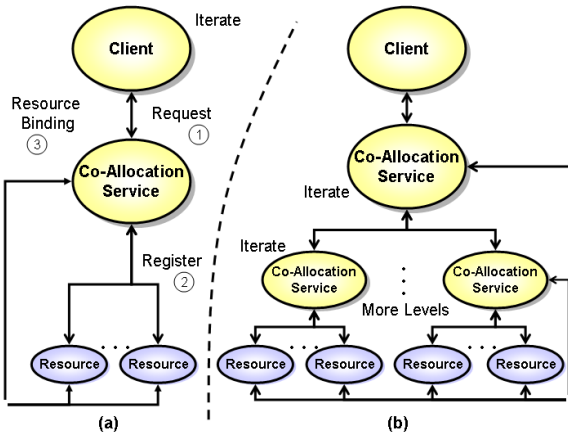 Client
Iterate
Resource
Binding
3
Request
1
Co-Allocation
Service
Register
2
. . .
Resource
Resource
(a)
Client
Co-Allocation
Service
Iterate
Iterate
Co-Allocation
Service
Co-Allocation
Service
More Levels
. . .
. . .
Resource
Resource
Resource
Resource
(b)